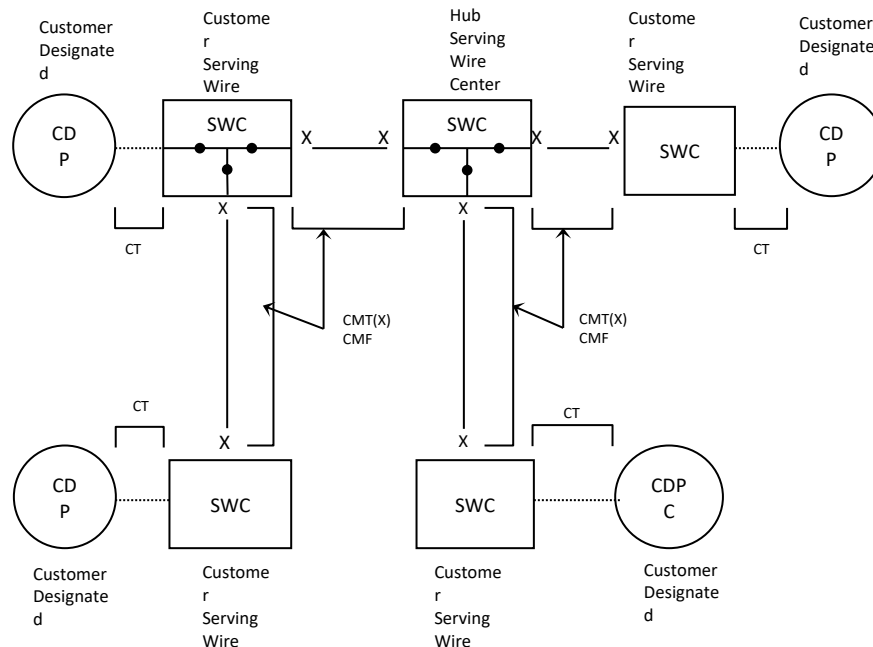 Customer
Designate
d
Custome
r
Serving
Wire
Hub
Serving
Wire
Center
Custome
r
Serving
Wire
Customer
Designate
d
CD
P
SWC
X
X
SWC
X
X
SWC
CD
P
X
X
CT
CT
CMT(X)
CMF
CMT(X)
CMF
CT
CT
X
X
CD
P
SWC
SWC
CDP
C
Customer
Designate
d
Custome
r
Serving
Wire
Custome
r
Serving
Wire
Customer
Designate
d